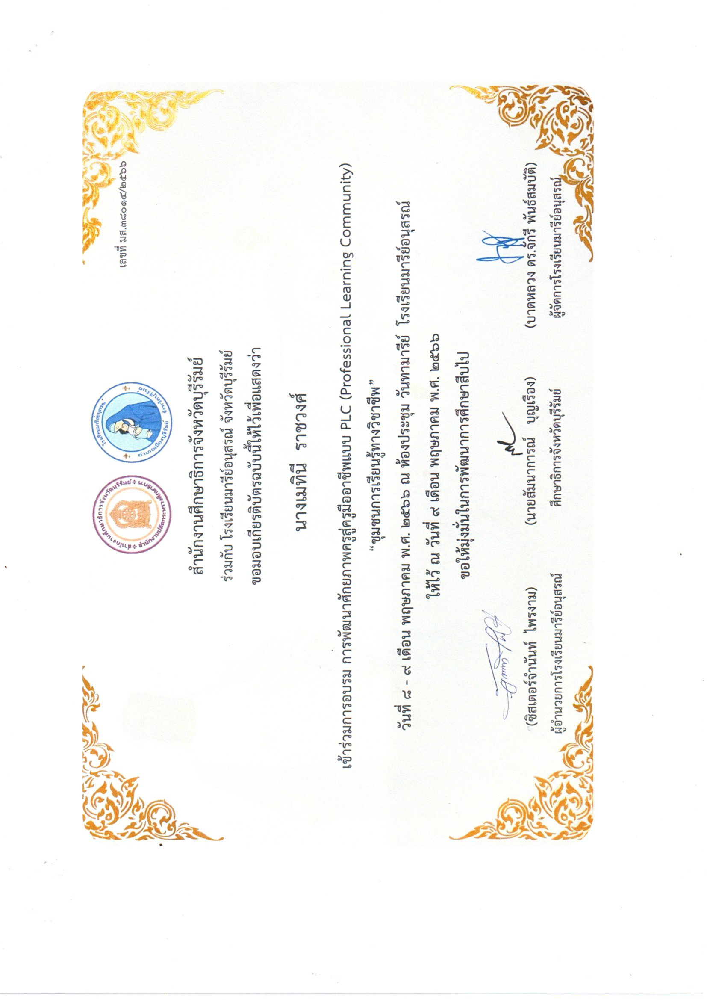 เลขที่ มส.๓๘๐๑๔/๒๕๖๖
สำนักงานศึกษาธิการจังหวัดบุรีรัมย์ ❖ สำนักงานปลัดกระทรวงศึกษาธิการ ❖
โรงเรียนมารีย์อนุสรณ์
อำเภอเมืองบุรีรัมย์ จังหวัดบุรีรัมย์
สำนักงานศึกษาธิการจังหวัดบุรีรัมย์
ร่วมกับ โรงเรียนมารีย์อนุสรณ์ จังหวัดบุรีรัมย์
ขอมอบเกียรติบัตรฉบับนี้ให้ไว้เพื่อแสดงว่า
นางเมทินี ราชวงศ์
เข้าร่วมการอบรม การพัฒนาศักยภาพครูสู่ครูมืออาชีพแบบ PLC (Professional Learning Community)
“ชุมชนการเรียนรู้ทางวิชาชีพ”
วันที่ ๘ - ๙ เดือน พฤษภาคม พ.ศ. ๒๕๖๖ ณ ห้องประชุม วันทามารีย์ โรงเรียนมารีย์อนุสรณ์
ให้ไว้ ณ วันที่ ๙ เดือน พฤษภาคม พ.ศ. ๒๕๖๖
ขอให้มุ่งมั่นในการพัฒนาการศึกษาสืบไป
(ซิสเตอร์จำนันท์ ไพรงาม) (นายสัมนาการณ์ บุญเรือง) (บาดหลวง ดร.จักรี พันธ์สมบัติ)
ผู้อำนวยการโรงเรียนมารีย์อนุสรณ์ ศึกษาธิการจังหวัดบุรีรัมย์ ผู้จัดการโรงเรียนมารีย์อนุสรณ์